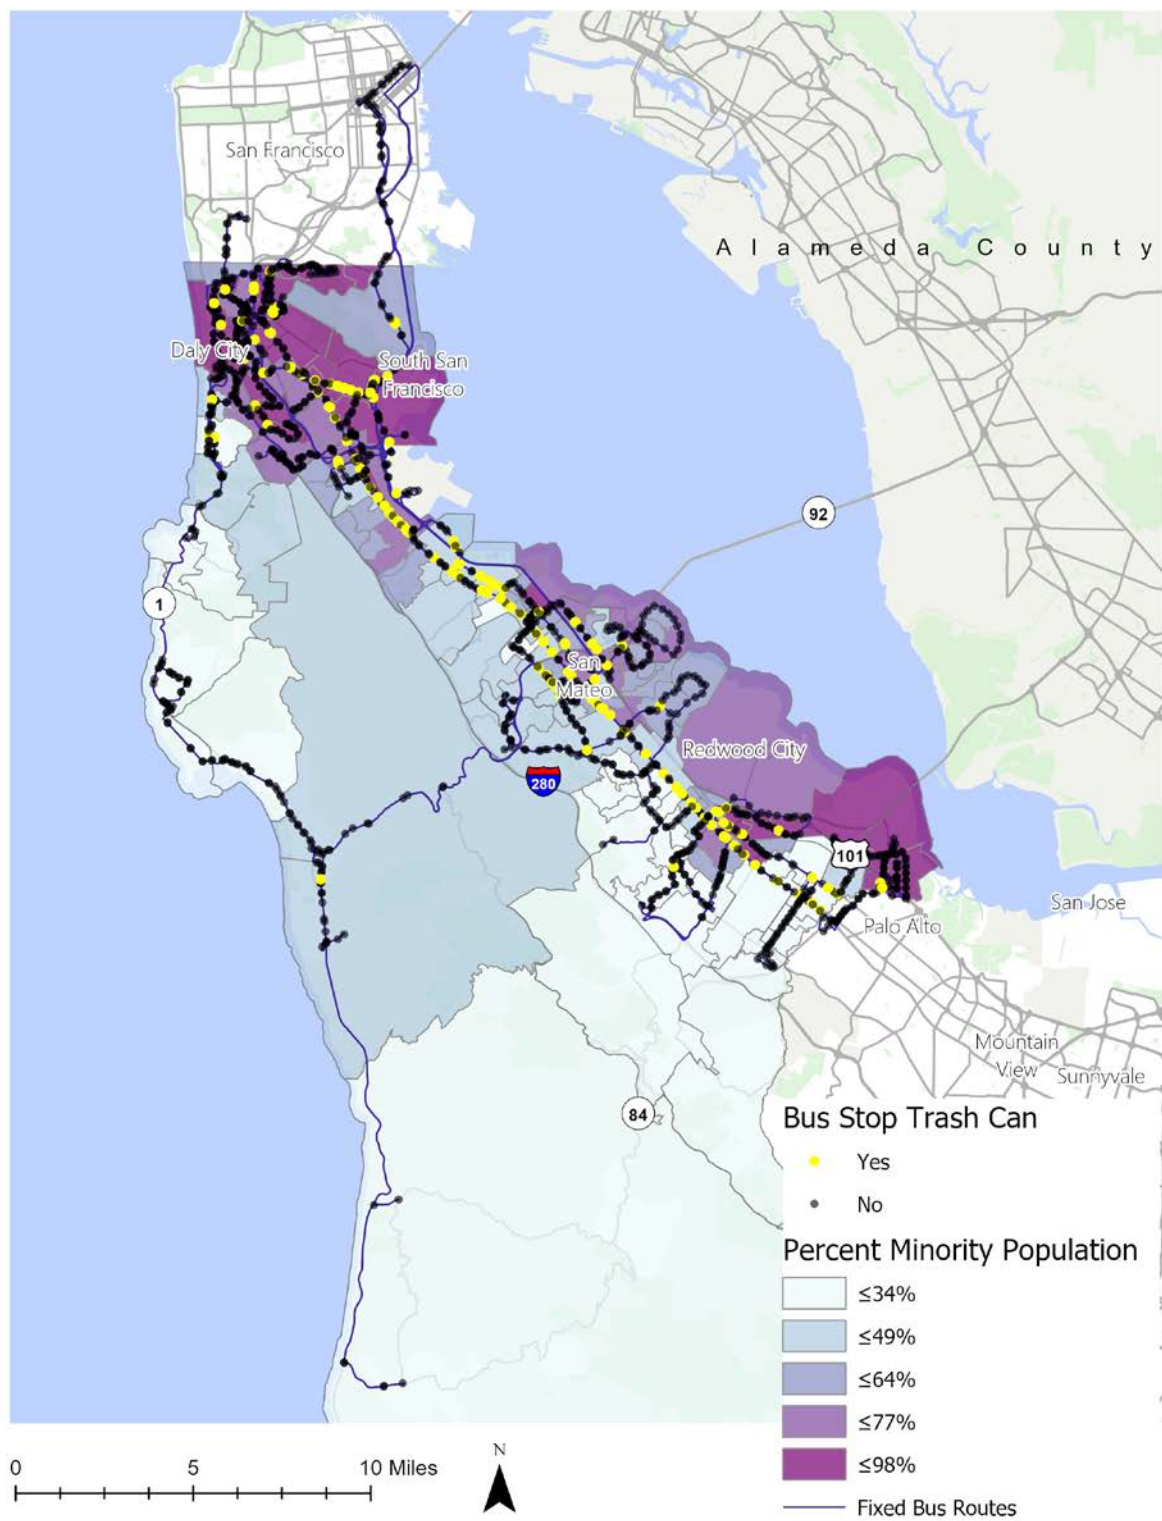 San Francisco
Alameda County
Daly City
South San
Francisco
92
1
San
Mateo
Redwood City
280
101
San Jose
Palo Alto
Mountain
View
Sunnyvale
84
Bus Stop Trash Can
Yes
No
Percent Minority Population
≤34%
≤49%
≤64%
≤77%
≤98%
Fixed Bus Routes
0 5 10 Miles
N